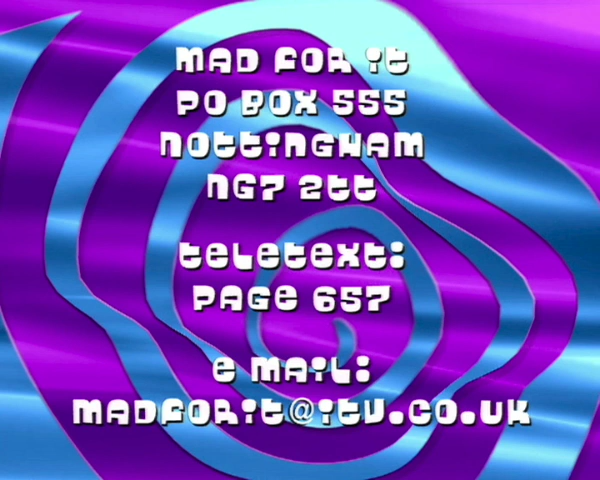 MAD FOR it
PO BOX 555
NOttiNGHAM
NG7 2tt
teLetext:
PAGe 657
e MAiL:
MADFORit@itv.CO.UK